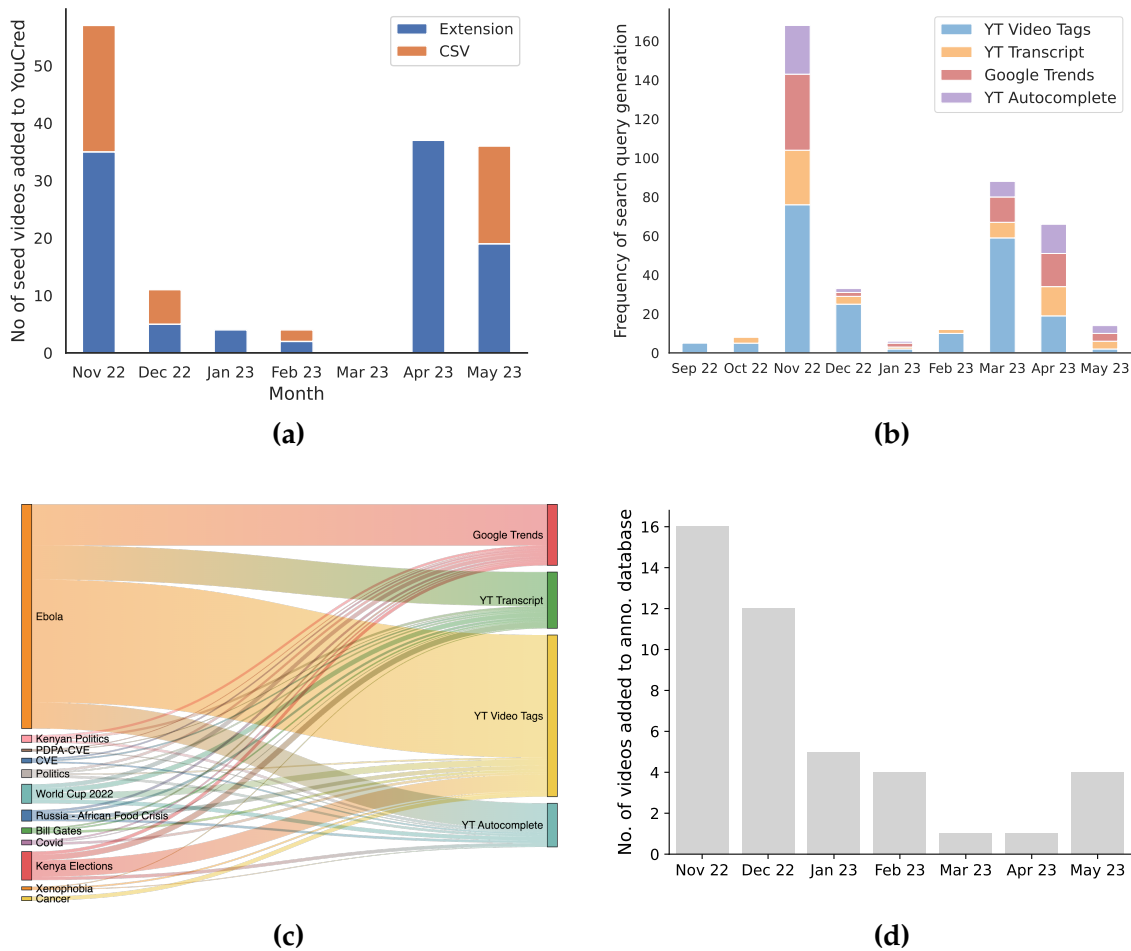 No of seed videos added to YouCred
50
40
30
20
10
0
Extension
CSV
Nov 22 Dec 22 Jan 23 Feb 23 Mar 23 Apr 23 May 23
Month
(a)
Frequency of search query generation
160
140
120
100
80
60
40
20
0
YT Video Tags
YT Transcript
Google Trends
YT Autocomplete
Sep 22 Oct 22 Nov 22 Dec 22 Jan 23 Feb 23 Mar 23 Apr 23 May 23
(b)
Ebola
Kenyan Politics
PDPA-CVE
CVE
Politics
World Cup 2022
Russia - African Food Crisis
Bill Gates
Covid
Kenya Elections
Xenophobia
Cancer
Google Trends
YT Transcript
YT Video Tags
YT Autocomplete
(c)
No. of videos added to anno. database
16
14
12
10
8
6
4
2
0
Nov 22 Dec 22 Jan 23 Feb 23 Mar 23 Apr 23 May 23
(d)